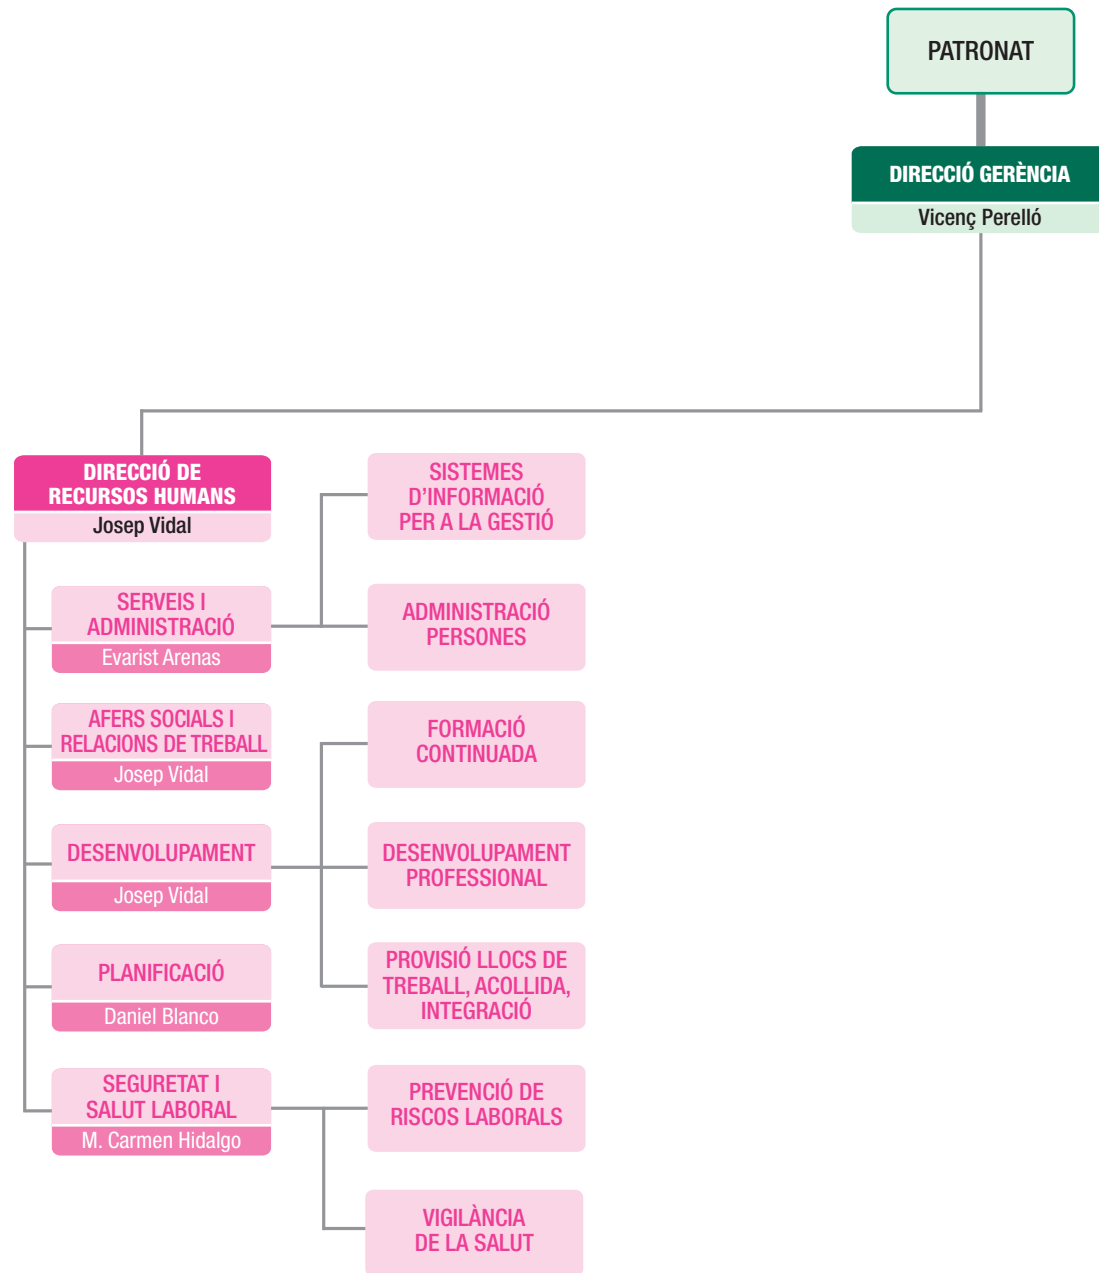 PATRONAT
DIRECCIÓ GERÈNCIA
Vicenç Perelló
DIRECCIÓ DE
RECURSOS HUMANS
Josep Vidal
SERVEIS I
ADMINISTRACIÓ
Evarist Arenas
SISTEMES
D’INFORMACIÓ
PER A LA GESTIÓ
ADMINISTRACIÓ
PERSONES
AFERS SOCIALS I
RELACIONS DE TREBALL
Josep Vidal
DESENVOLUPAMENT
Josep Vidal
FORMACIÓ
CONTINUADA
DESENVOLUPAMENT
PROFESSIONAL
PROVISIÓ LLOCS DE
TREBALL, ACOLLIDA,
INTEGRACIÓ
PLANIFICACIÓ
Daniel Blanco
SEGURETAT I
SALUT LABORAL
M. Carmen Hidalgo
PREVENCIÓ DE
RISCOS LABORALS
VIGILÀNCIA
DE LA SALUT